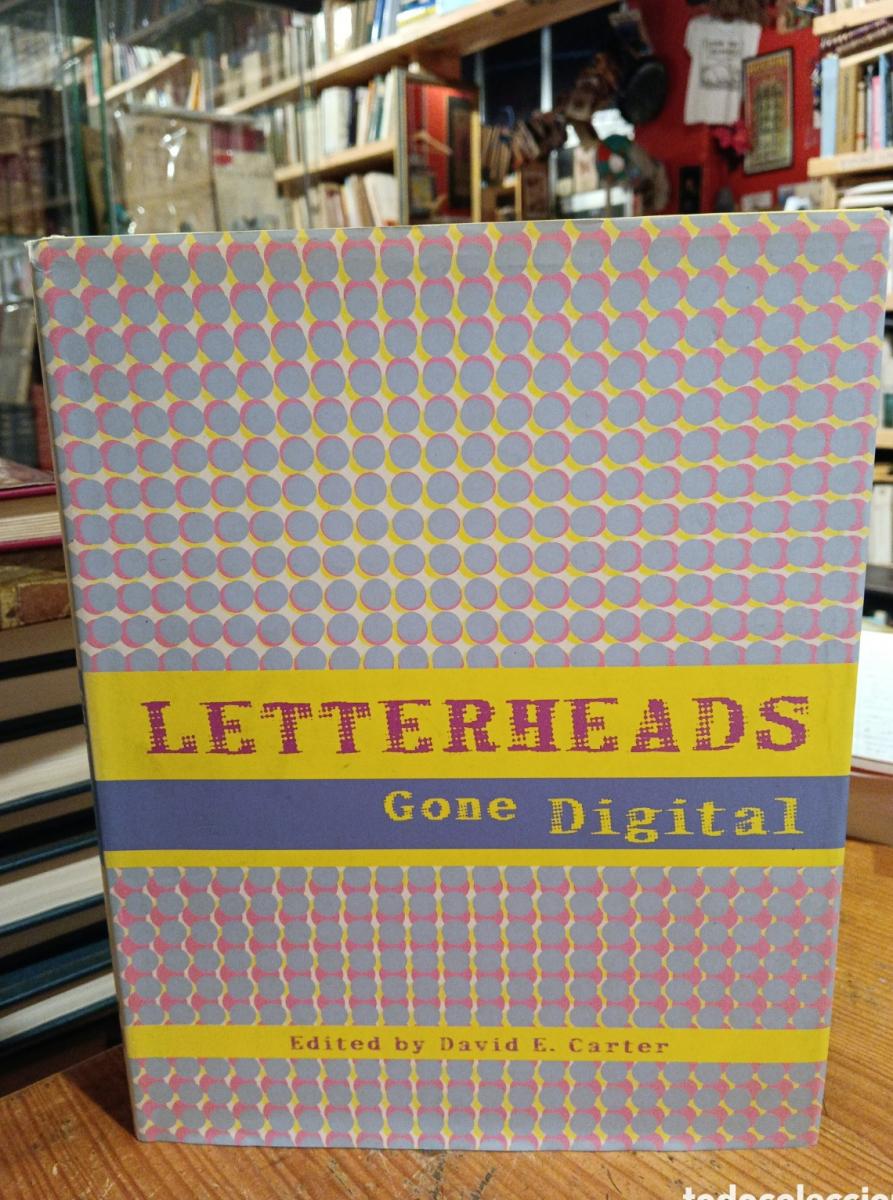 LETTERHEADS
Gone Digital
Edited by David E. Carter